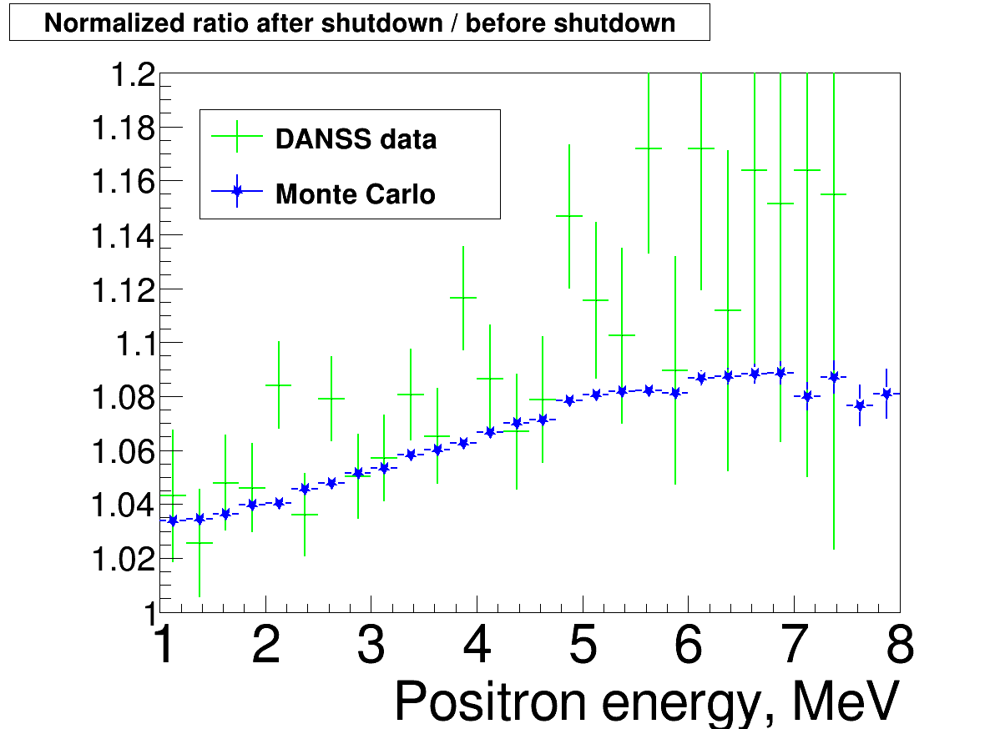 Normalized ratio after shutdown / before shutdown
1.2
1.18
1.16
1.14
1.12
1.1
1.08
1.06
1.04
1.02
1
DANSS data
Monte Carlo
1 2 3 4 5 6 7 8
Positron energy, MeV